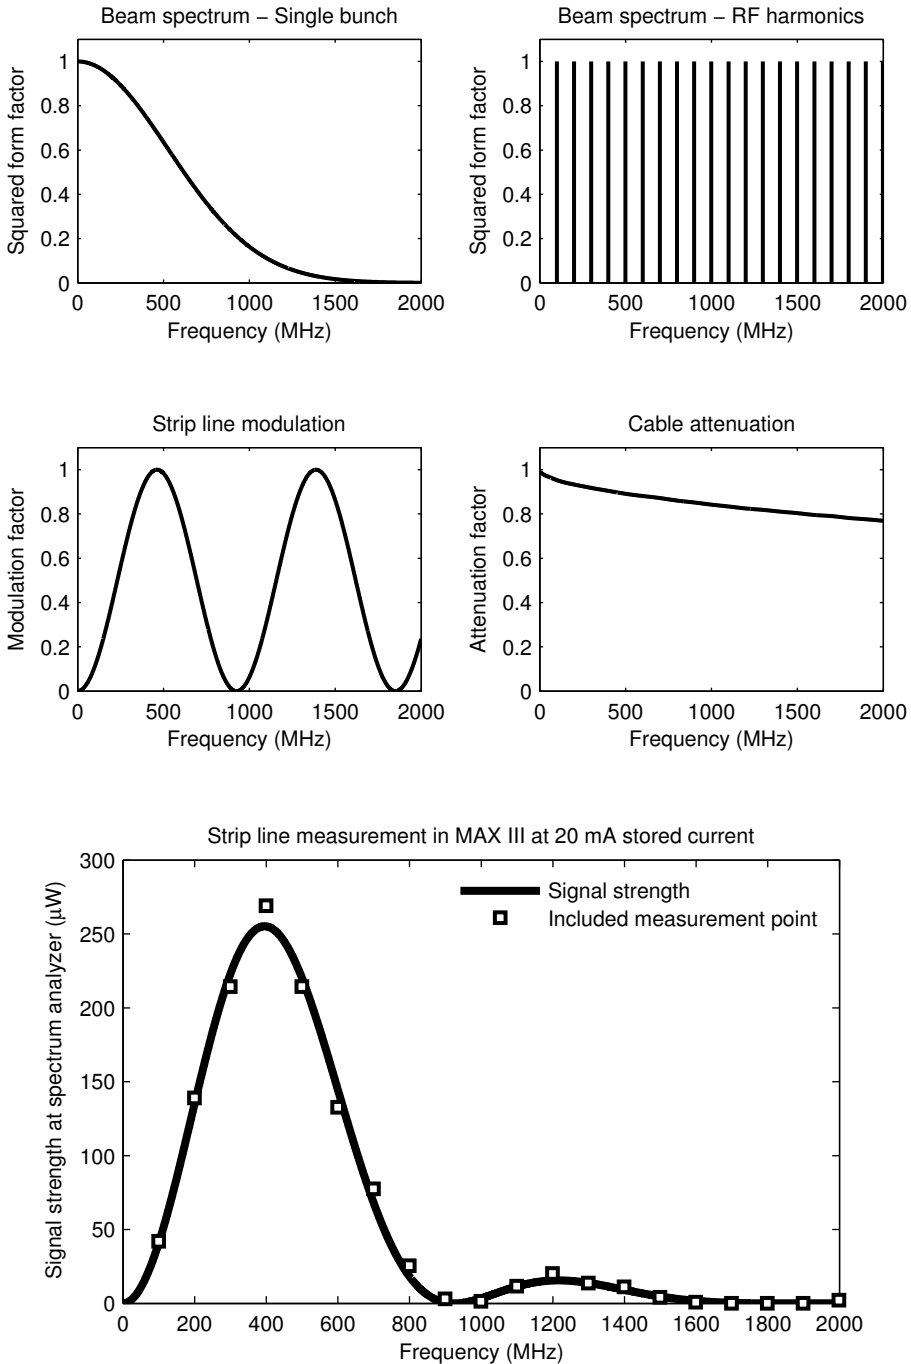 Beam spectrum – Single bunch
Squared form factor
1
0.8
0.6
0.4
0.2
0
0 500 1000 1500 2000
Frequency (MHz)
Beam spectrum – RF harmonics
Squared form factor
1
0.8
0.6
0.4
0.2
0
0 500 1000 1500 2000
Frequency (MHz)
Strip line modulation
Modulation factor
1
0.8
0.6
0.4
0.2
0
0 500 1000 1500 2000
Frequency (MHz)
Cable attenuation
Attenuation factor
1
0.8
0.6
0.4
0.2
0
0 500 1000 1500 2000
Frequency (MHz)
Strip line measurement in MAX III at 20 mA stored current
Signal strength at spectrum analyzer (μW)
300
250
200
150
100
50
0
Signal strength
Included measurement point
0 200 400 600 800 1000 1200 1400 1600 1800 2000
Frequency (MHz)